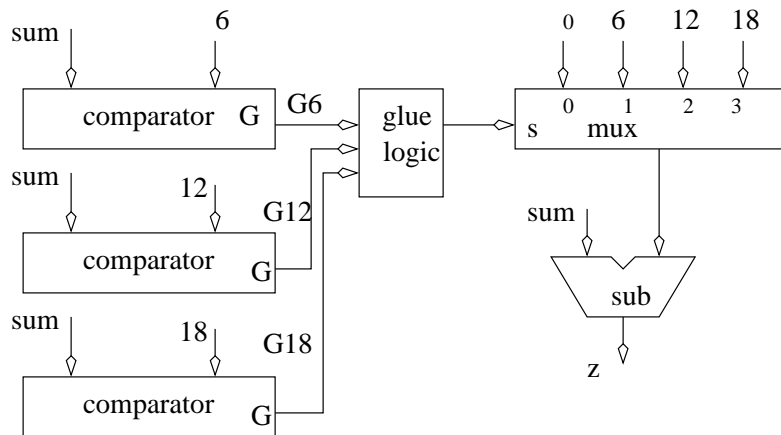 sum 6
comparator G
G6
glue
logic
0 6 12 18
0 1 2 3
s mux
sum 12
comparator G
G12
sum
sub
z
sum 18
comparator G
G18